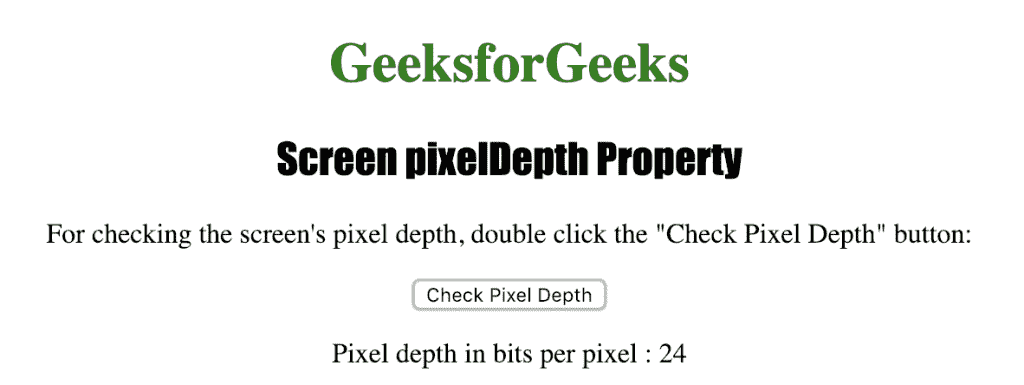 GeeksforGeeks
Screen pixelDepth Property
For checking the screen's pixel depth, double click the "Check Pixel Depth" button:
Check Pixel Depth
Pixel depth in bits per pixel : 24